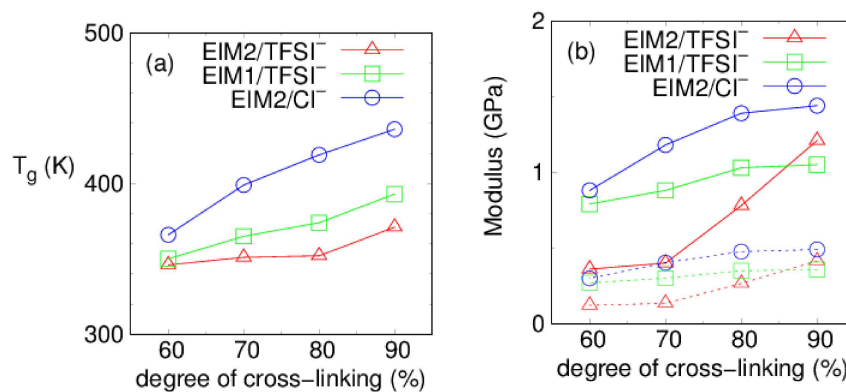 500
(a)
EIM2/TFSI⁻
EIM1/TFSI⁻
EIM2/Cl⁻
T_g (K)
400
300
60 70 80 90
degree of cross-linking (%)
2
(b)
EIM2/TFSI⁻
EIM1/TFSI⁻
EIM2/Cl⁻
Modulus (GPa)
1
0
60 70 80 90
degree of cross-linking (%)